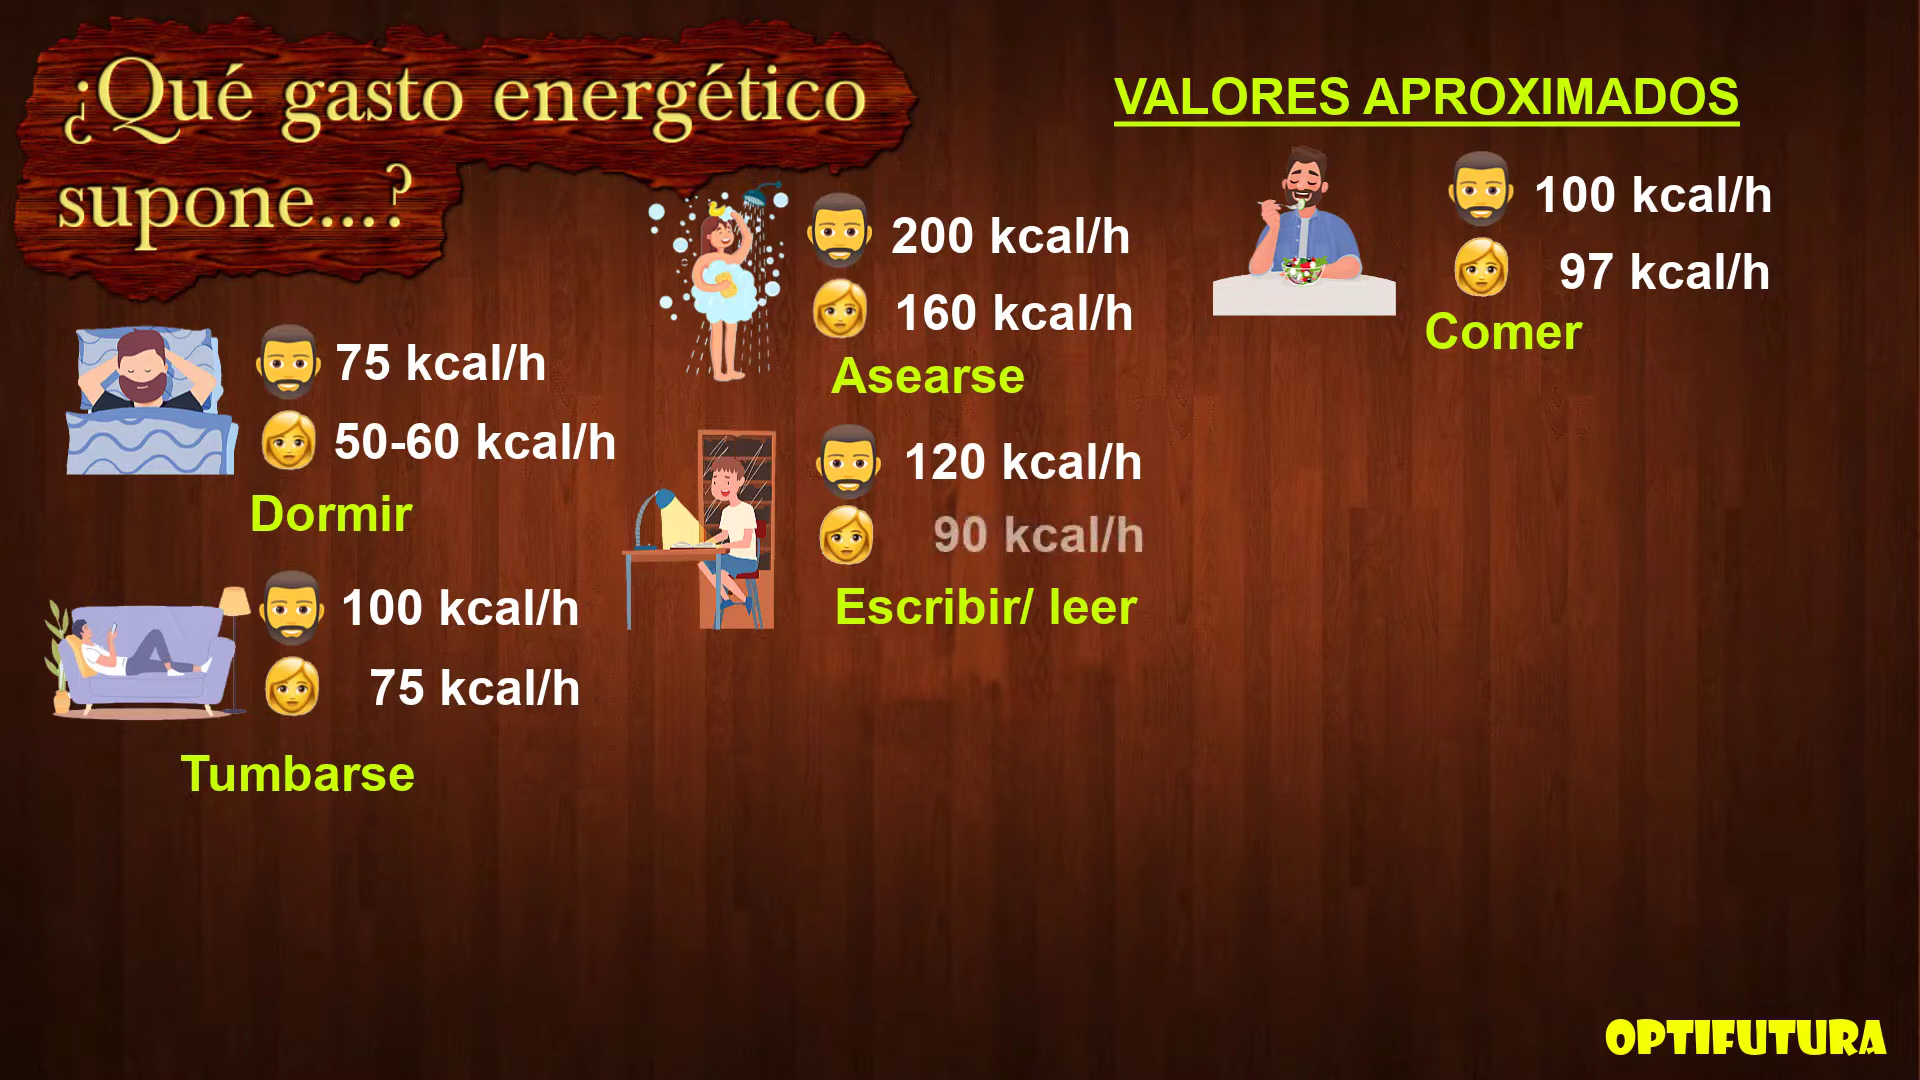 ¿Qué gasto energético
supone...?
VALORES APROXIMADOS
75 kcal/h
50-60 kcal/h
Dormir
100 kcal/h
75 kcal/h
Tumbarse
200 kcal/h
160 kcal/h
Asearse
120 kcal/h
90 kcal/h
Escribir/ leer
100 kcal/h
97 kcal/h
Comer
OPTIFUTURA